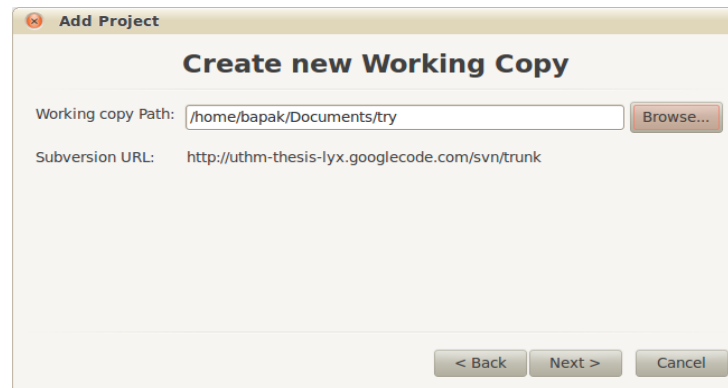 Add Project
Create new Working Copy
Working copy Path: /home/bapak/Documents/try Browse...
Subversion URL: http://uthm-thesis-lyx.googlecode.com/svn/trunk
< Back Next > Cancel